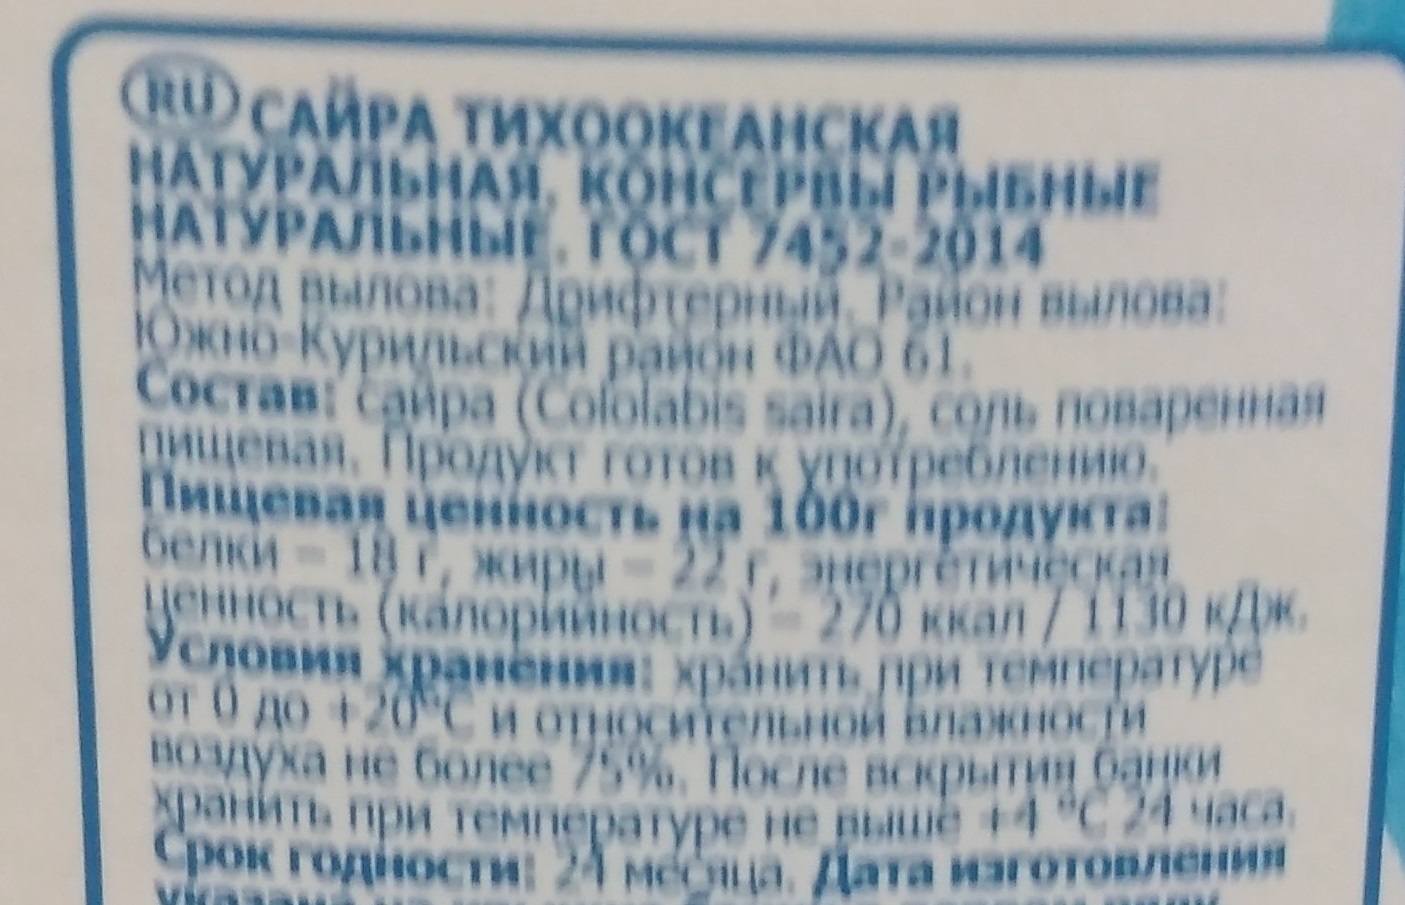 RU САЙРА ТИХООКЕАНСКАЯ
НАТУРАЛЬНАЯ. КОНСЕРВЫ РЫБНЫЕ
НАТУРАЛЬНЫЕ. ГОСТ 7452-2014
Метод вылова: Дрифтерный. Район вылова:
Южно-Курильский район ФАО 61.
Состав: сайра (Cololabis saira), соль поваренная
пищевая. Продукт готов к употреблению.
Пищевая ценность на 100г продукта:
белки – 18 г, жиры – 22 г, энергетическая
ценность (калорийность) – 270 ккал / 1130 кДж.
Условия хранения: хранить при температуре
от 0 до +20°С и относительной влажности
воздуха не более 75%. После вскрытия банки
хранить при температуре не выше +4 °С 24 часа.
Срок годности: 24 месяца. Дата изготовления
указана на